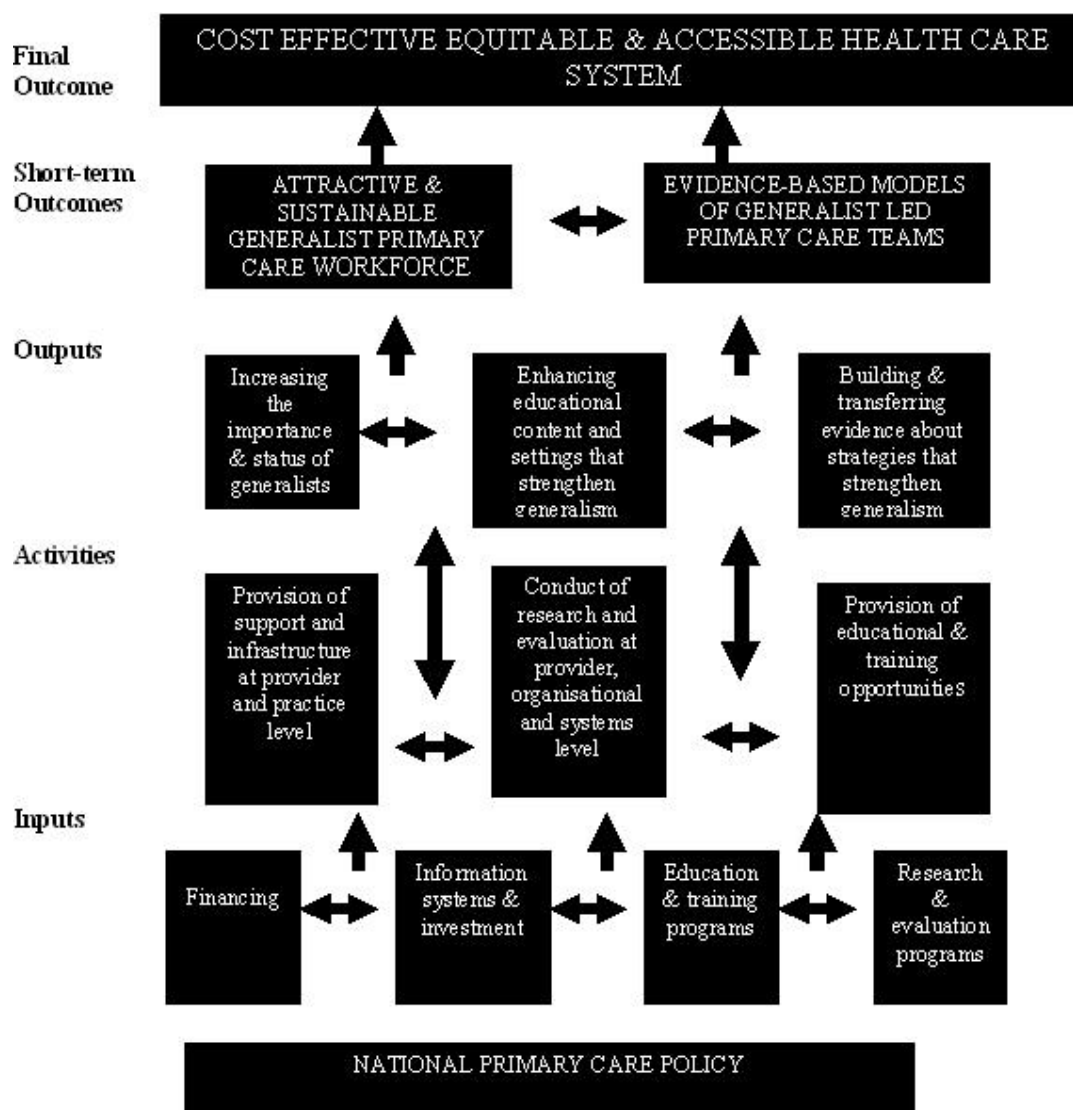 Final
Outcome
COST EFFECTIVE EQUITABLE & ACCESSIBLE HEALTH CARE
SYSTEM
Short-term
Outcomes
ATTRACTIVE &
SUSTAINABLE
GENERALIST PRIMARY
CARE WORKFORCE
EVIDENCE-BASED MODELS
OF GENERALIST LED
PRIMARY CARE TEAMS
Outputs
Increasing
the
importance
& status of
generalists
Enhancing
educational
content and
settings that
strengthen
generalism
Building &
transferring
evidence about
strategies that
strengthen
generalism
Activities
Provision of
support and
infrastructure
at provider
and practice
level
Conduct of
research and
evaluation at
provider,
organisational
and systems
level
Provision of
educational &
training
opportunities
Inputs
Financing
Information
systems &
investment
Education
& training
programs
Research
&
evaluation
programs
NATIONAL PRIMARY CARE POLICY